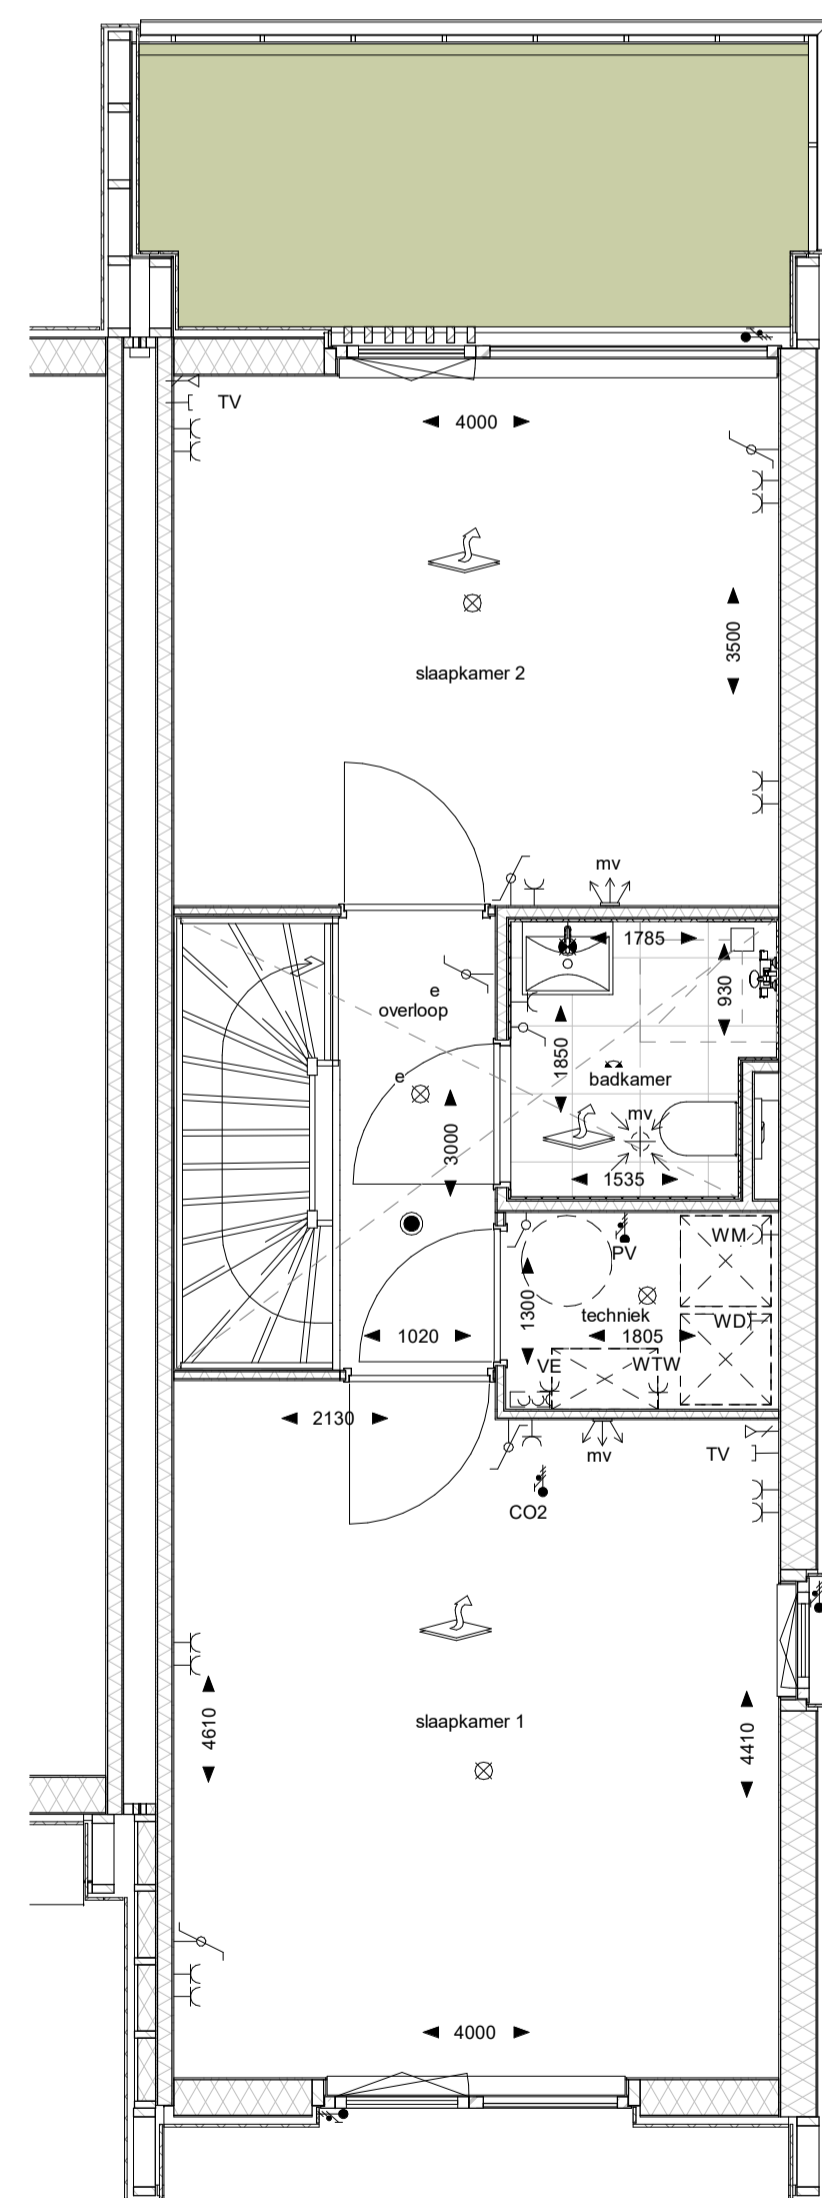 TV
4000
3500
slaapkamer 2
mv
1785
930
e
overloop
1850
badkamer
e
mv
3000
1535
WM
PV
1300
techniek
WD
1020
1805
VE
WTW
2130
mv
TV
CO2
slaapkamer 1
4610
4410
4000